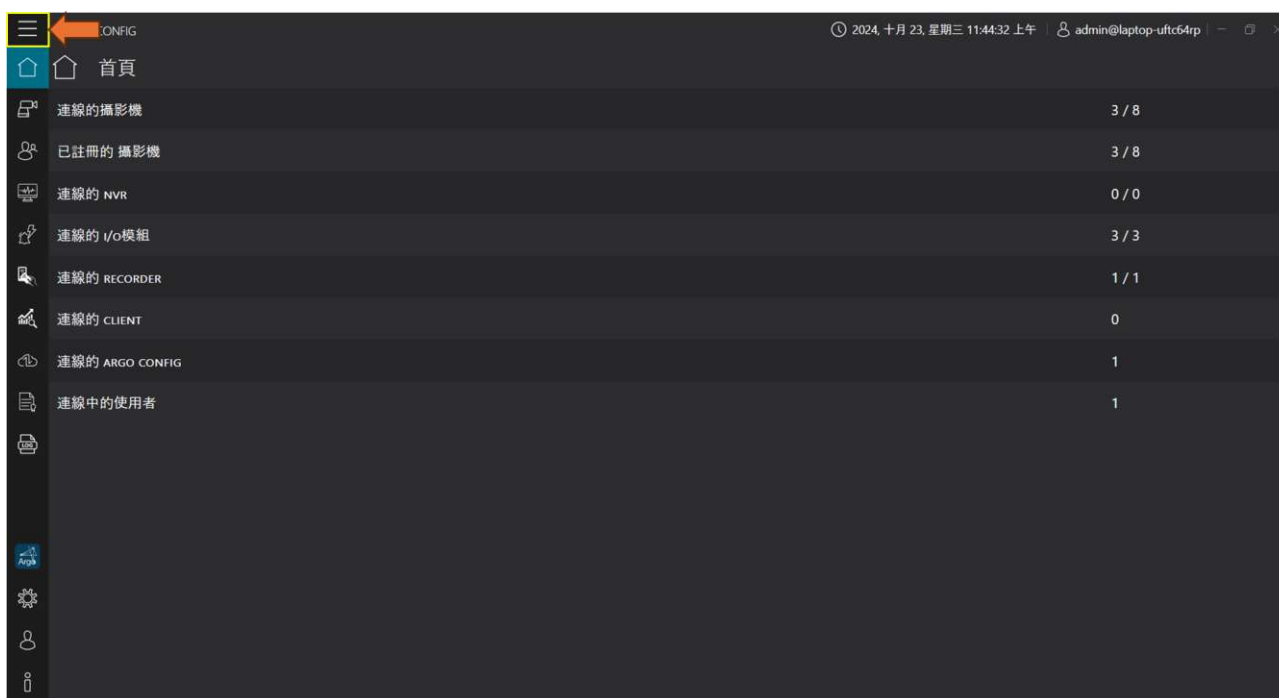 CONFIG
2024, 十月 23, 星期三 11:44:32 上午
admin@laptop-uftc64rp
首頁
連線的攝影機 3 / 8
已註冊的 攝影機 3 / 8
連線的 NVR 0 / 0
連線的 I/O模組 3 / 3
連線的 RECORDER 1 / 1
連線的 CLIENT 0
連線的 ARGO CONFIG 1
連線中的使用者 1
LOG
Argo